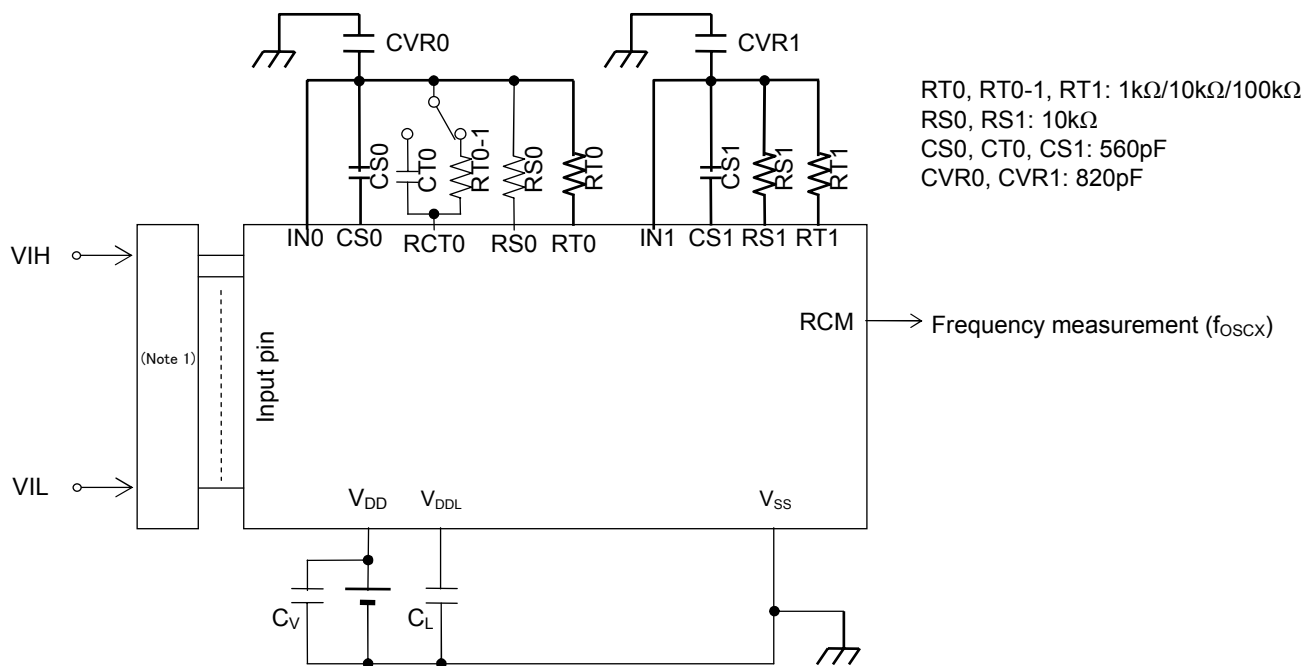 CVR0
CVR1
RT0, RT0-1, RT1: 1kΩ/10kΩ/100kΩ
RS0, RS1: 10kΩ
CS0, CT0, CS1: 560pF
CVR0, CVR1: 820pF
CS0
CT0
RT0-1
RS0
RT0
CS1
RS1
RT1
IN0
CS0
RCT0
RS0
RT0
IN1
CS1
RS1
RT1
VIH
VIL
(Note 1)
Input pin
RCM
Frequency measurement (fOSCX)
VDD
VDDL
VSS
CV
CL